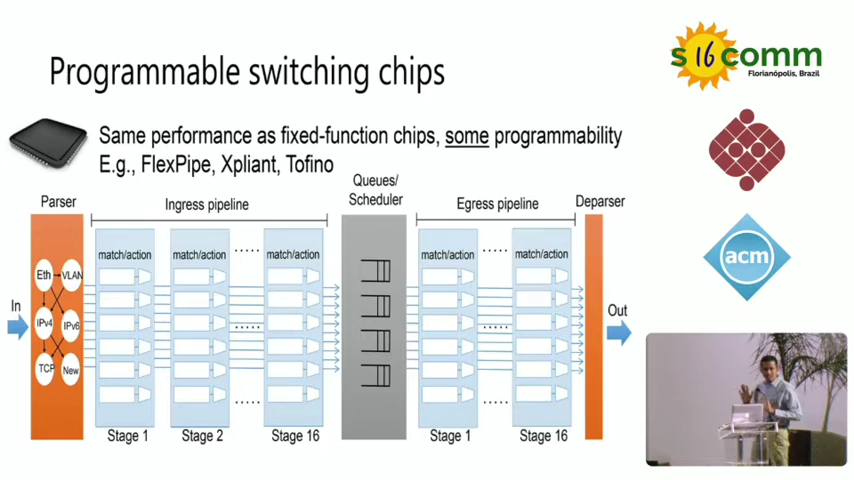 Programmable switching chips
s16comm
Florianópolis, Brazil
Same performance as fixed-function chips, some programmability
E.g., FlexPipe, Xpliant, Tofino
Parser
Ingress pipeline
Queues/
Scheduler
Egress pipeline
Deparser
match/action
match/action
match/action
match/action
match/action
Eth
VLAN
IPv4
IPv6
TCP
New
In
Out
Stage 1
Stage 2
Stage 16
Stage 1
Stage 16
acm